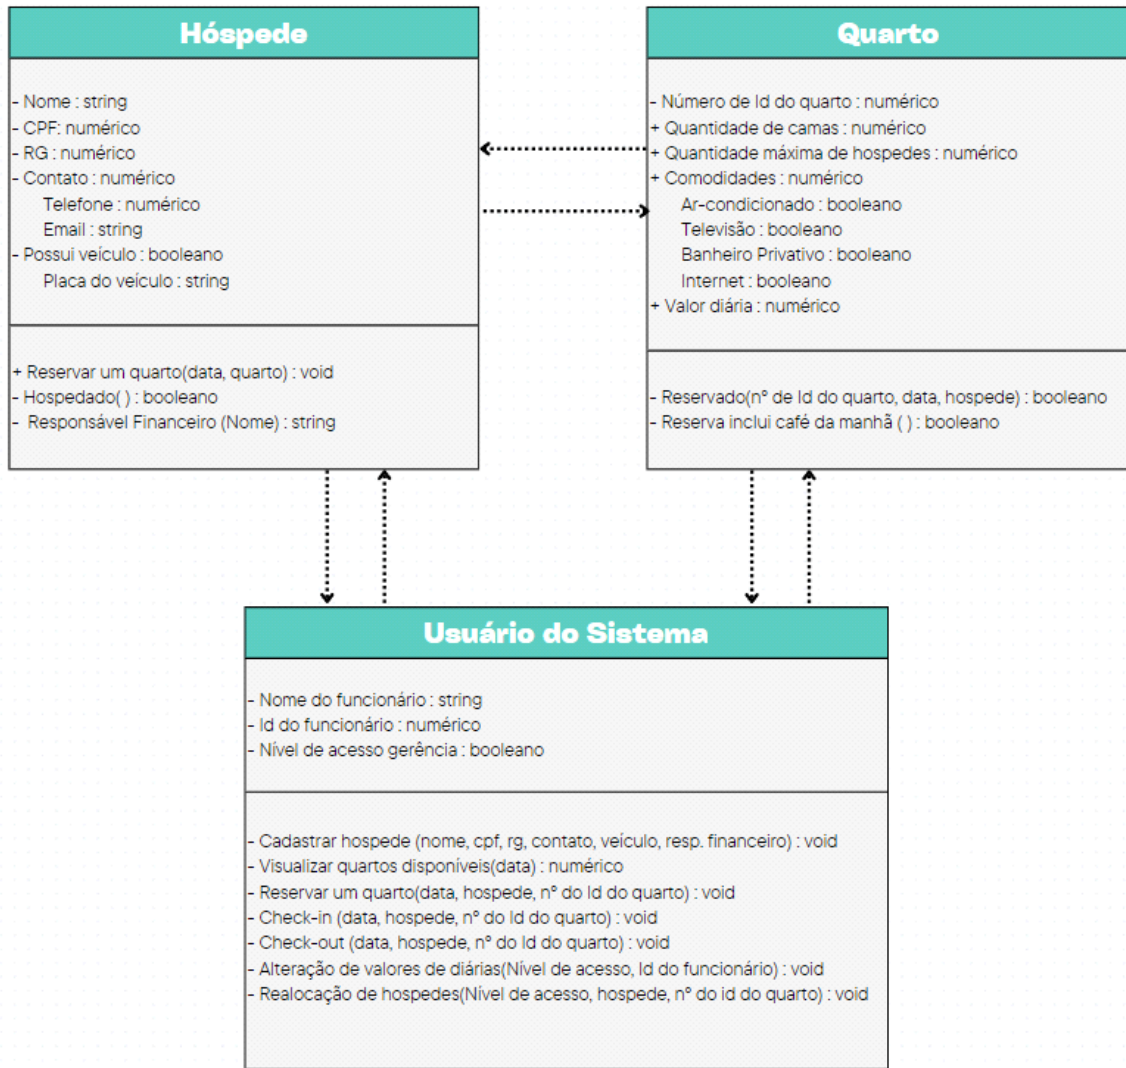 Hóspede
- Nome : string
- CPF: numérico
- RG : numérico
- Contato : numérico
Telefone : numérico
Email : string
- Possui veículo : booleano
Placa do veículo : string
+ Reservar um quarto(data, quarto) : void
- Hospedado( ) : booleano
- Responsável Financeiro (Nome) : string
Quarto
- Número de Id do quarto : numérico
+ Quantidade de camas : numérico
+ Quantidade máxima de hospedes : numérico
+ Comodidades : numérico
Ar-condicionado : booleano
Televisão : booleano
Banheiro Privativo : booleano
Internet : booleano
+ Valor diária : numérico
- Reservado(nº de Id do quarto, data, hospede) : booleano
- Reserva inclui café da manhã ( ) : booleano
Usuário do Sistema
- Nome do funcionário : string
- Id do funcionário : numérico
- Nível de acesso gerência : booleano
- Cadastrar hospede (nome, cpf, rg, contato, veículo, resp. financeiro) : void
- Visualizar quartos disponíveis(data) : numérico
- Reservar um quarto(data, hospede, nº do Id do quarto) : void
- Check-in (data, hospede, nº do Id do quarto) : void
- Check-out (data, hospede, nº do Id do quarto) : void
- Alteração de valores de diárias(Nível de acesso, Id do funcionário) : void
- Realocação de hospedes(Nível de acesso, hospede, nº do id do quarto) : void